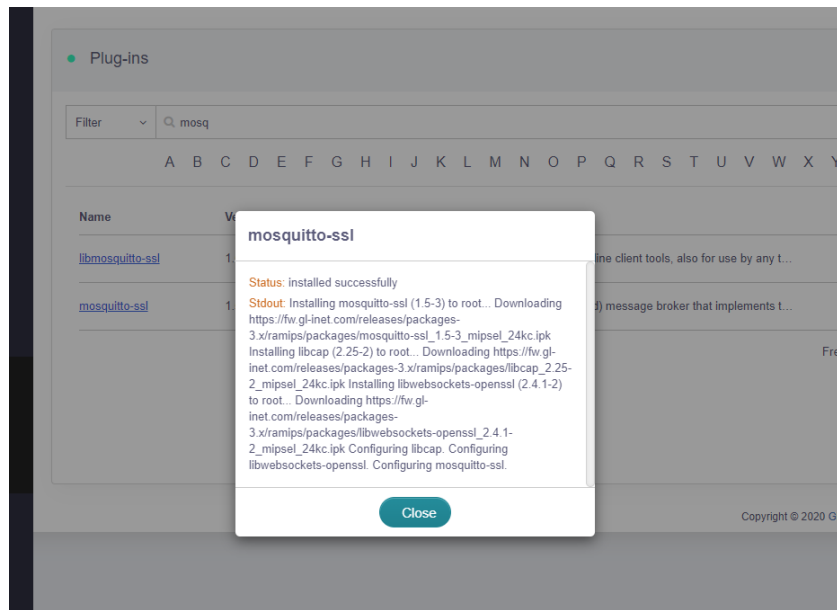 Plug-ins
Filter
mosq
A B C D E F G H I J K L M N O P Q R S T U V W X
Name
mosquitto-ssl
libmosquitto-ssl
1.
ine client tools, also for use by any t...
Status: installed successfully
Stdout: Installing mosquitto-ssl (1.5-3) to root... Downloading
https://fw.gl-inet.com/releases/packages-
3.x/ramips/packages/mosquitto-ssl_1.5-3_mipsel_24kc.ipk
Installing libcap (2.25-2) to root... Downloading https://fw.gl-
inet.com/releases/packages-3.x/ramips/packages/libcap_2.25-
2_mipsel_24kc.ipk Installing libwebsockets-openssl (2.4.1-2)
to root... Downloading https://fw.gl-
inet.com/releases/packages-
3.x/ramips/packages/libwebsockets-openssl_2.4.1-
2_mipsel_24kc.ipk Configuring libcap. Configuring
libwebsockets-openssl. Configuring mosquitto-ssl.
mosquitto-ssl
1.
) message broker that implements t...
Fre
Close
Copyright © 2020 G